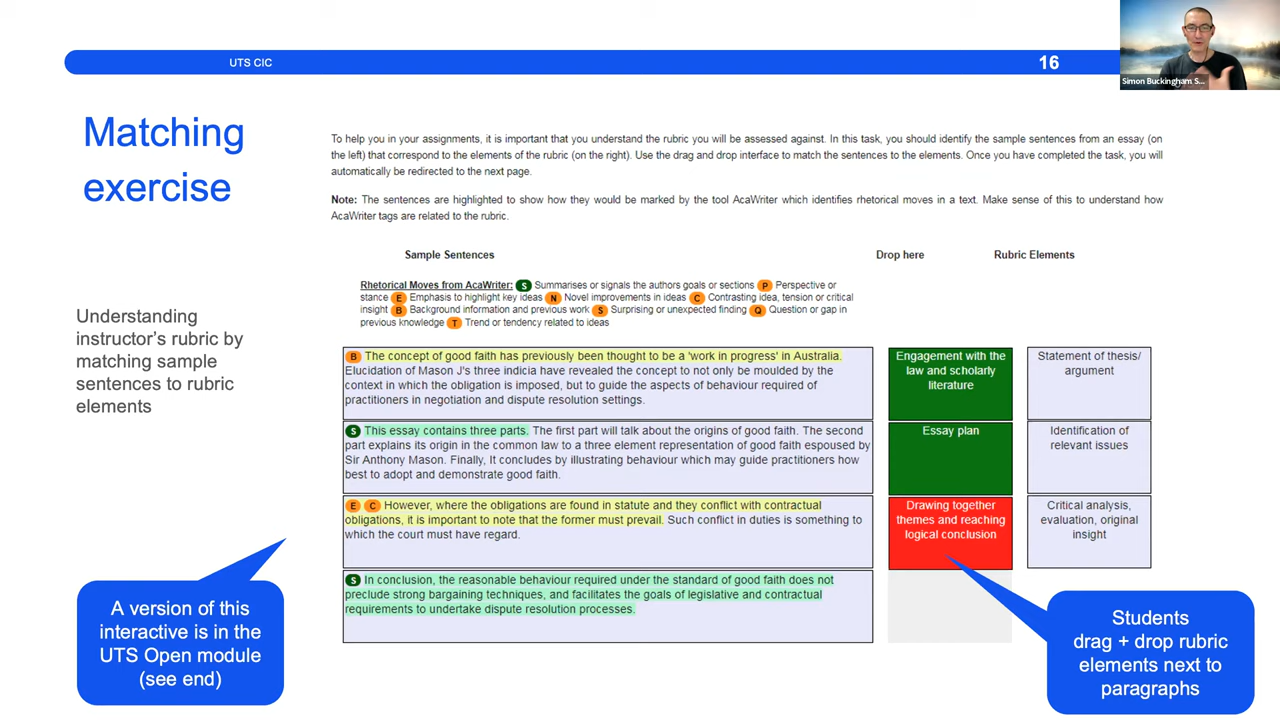 UTS CIC
16
Simon Buckingham S...
Matching
exercise
To help you in your assignments, it is important that you understand the rubric you will be assessed against. In this task, you should identify the sample sentences from an essay (on
the left) that correspond to the elements of the rubric (on the right). Use the drag and drop interface to match the sentences to the elements. Once you have completed the task, you will
automatically be redirected to the next page.
Note: The sentences are highlighted to show how they would be marked by the tool AcaWriter which identifies rhetorical moves in a text. Make sense of this to understand how
AcaWriter tags are related to the rubric.
Sample Sentences
Drop here
Rubric Elements
Rhetorical Moves from AcaWriter: S Summarises or signals the authors goals or sections P Perspective or
stance E Emphasis to highlight key ideas N Novel improvements in ideas C Contrasting idea, tension or critical
insight B Background information and previous work S Surprising or unexpected finding Q Question or gap in
previous knowledge T Trend or tendency related to ideas
Understanding
instructor's rubric by
matching sample
sentences to rubric
elements
B The concept of good faith has previously been thought to be a 'work in progress' in Australia.
Elucidation of Mason J's three indicia have revealed the concept to not only be moulded by the
context in which the obligation is imposed, but to guide the aspects of behaviour required of
practitioners in negotiation and dispute resolution settings.
Engagement with the
law and scholarly
literature
Statement of thesis/
argument
S This essay contains three parts. The first part will talk about the origins of good faith. The second
part explains its origin in the common law to a three element representation of good faith espoused by
Sir Anthony Mason. Finally, It concludes by illustrating behaviour which may guide practitioners how
best to adopt and demonstrate good faith.
Essay plan
Identification of
relevant issues
E C However, where the obligations are found in statute and they conflict with contractual
obligations, it is important to note that the former must prevail. Such conflict in duties is something to
which the court must have regard.
Drawing together
themes and reaching
logical conclusion
Critical analysis,
evaluation, original
insight
S In conclusion, the reasonable behaviour required under the standard of good faith does not
preclude strong bargaining techniques, and facilitates the goals of legislative and contractual
requirements to undertake dispute resolution processes.
A version of this
interactive is in the
UTS Open module
(see end)
Students
drag + drop rubric
elements next to
paragraphs